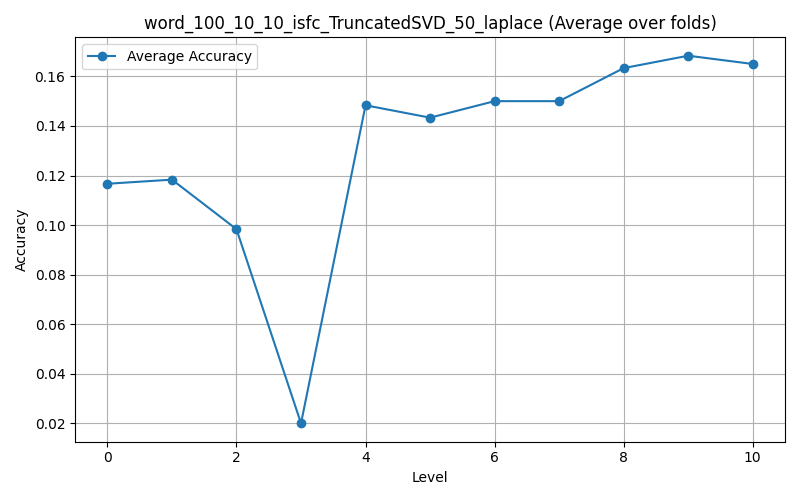 word_100_10_10_isfc_TruncatedSVD_50_laplace (Average over folds)
Average Accuracy
0.16
0.14
0.12
0.10
0.08
0.06
0.04
0.02
Accuracy
0 2 4 6 8 10
Level